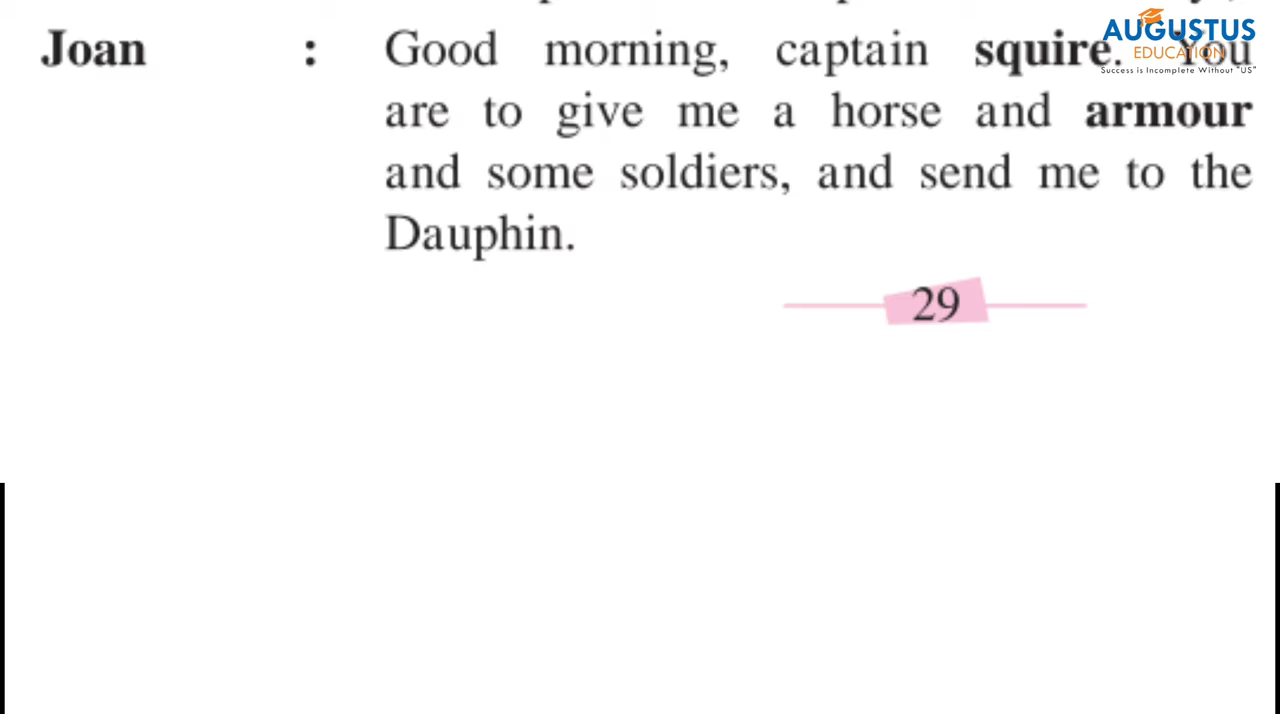 AUGUSTUS
EDUCATION
Success is Incomplete Without "US"
Joan : Good morning, captain squire. You
are to give me a horse and armour
and some soldiers, and send me to the
Dauphin.
29